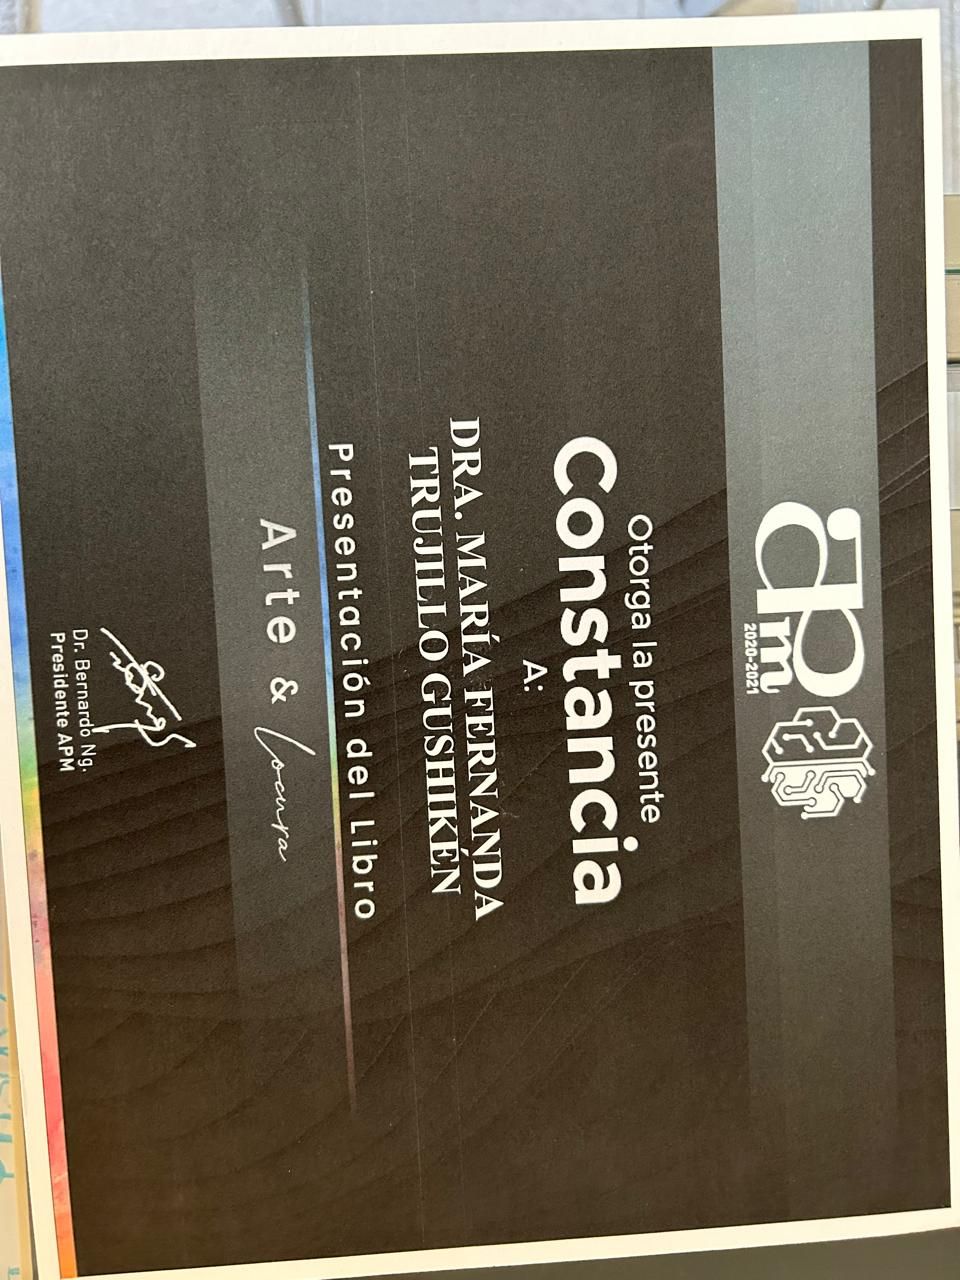 apm
2020-2021
Otorga la presente
Constancia
A:
DRA. MARÍA FERNANDA
TRUJILLO GUSHIKÉN
Presentación del Libro
Arte & Locura
Dr. Bernardo Ng.
Presidente APM